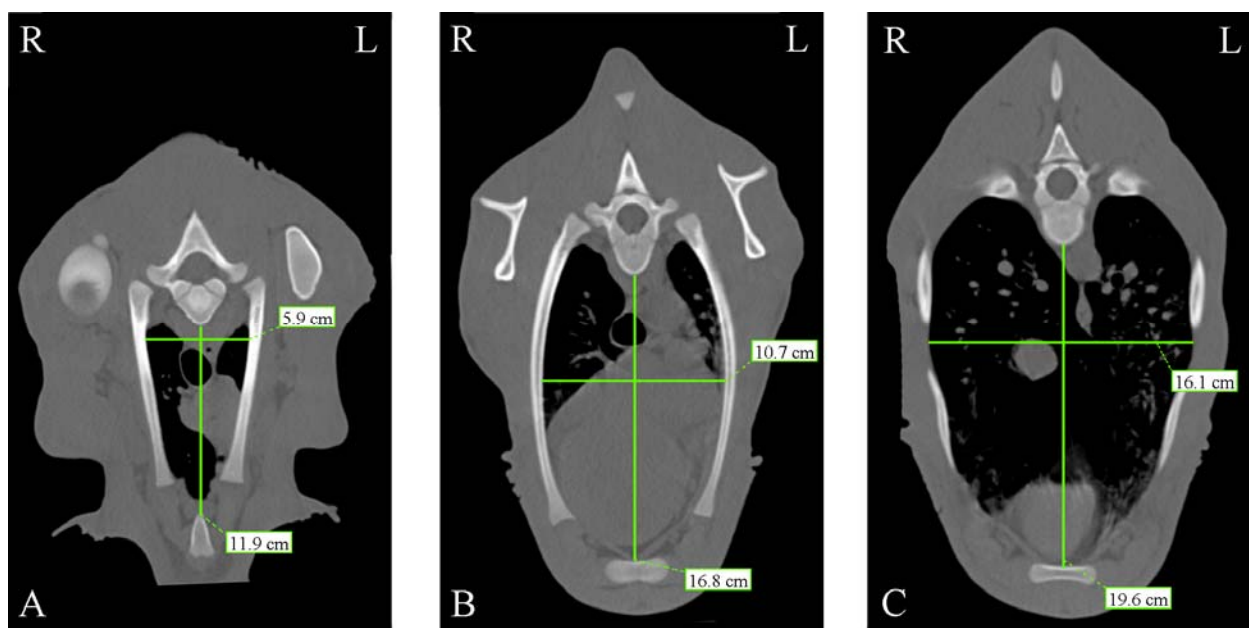 R L
5.9 cm
11.9 cm
A
R L
10.7 cm
16.8 cm
B
R L
16.1 cm
19.6 cm
C